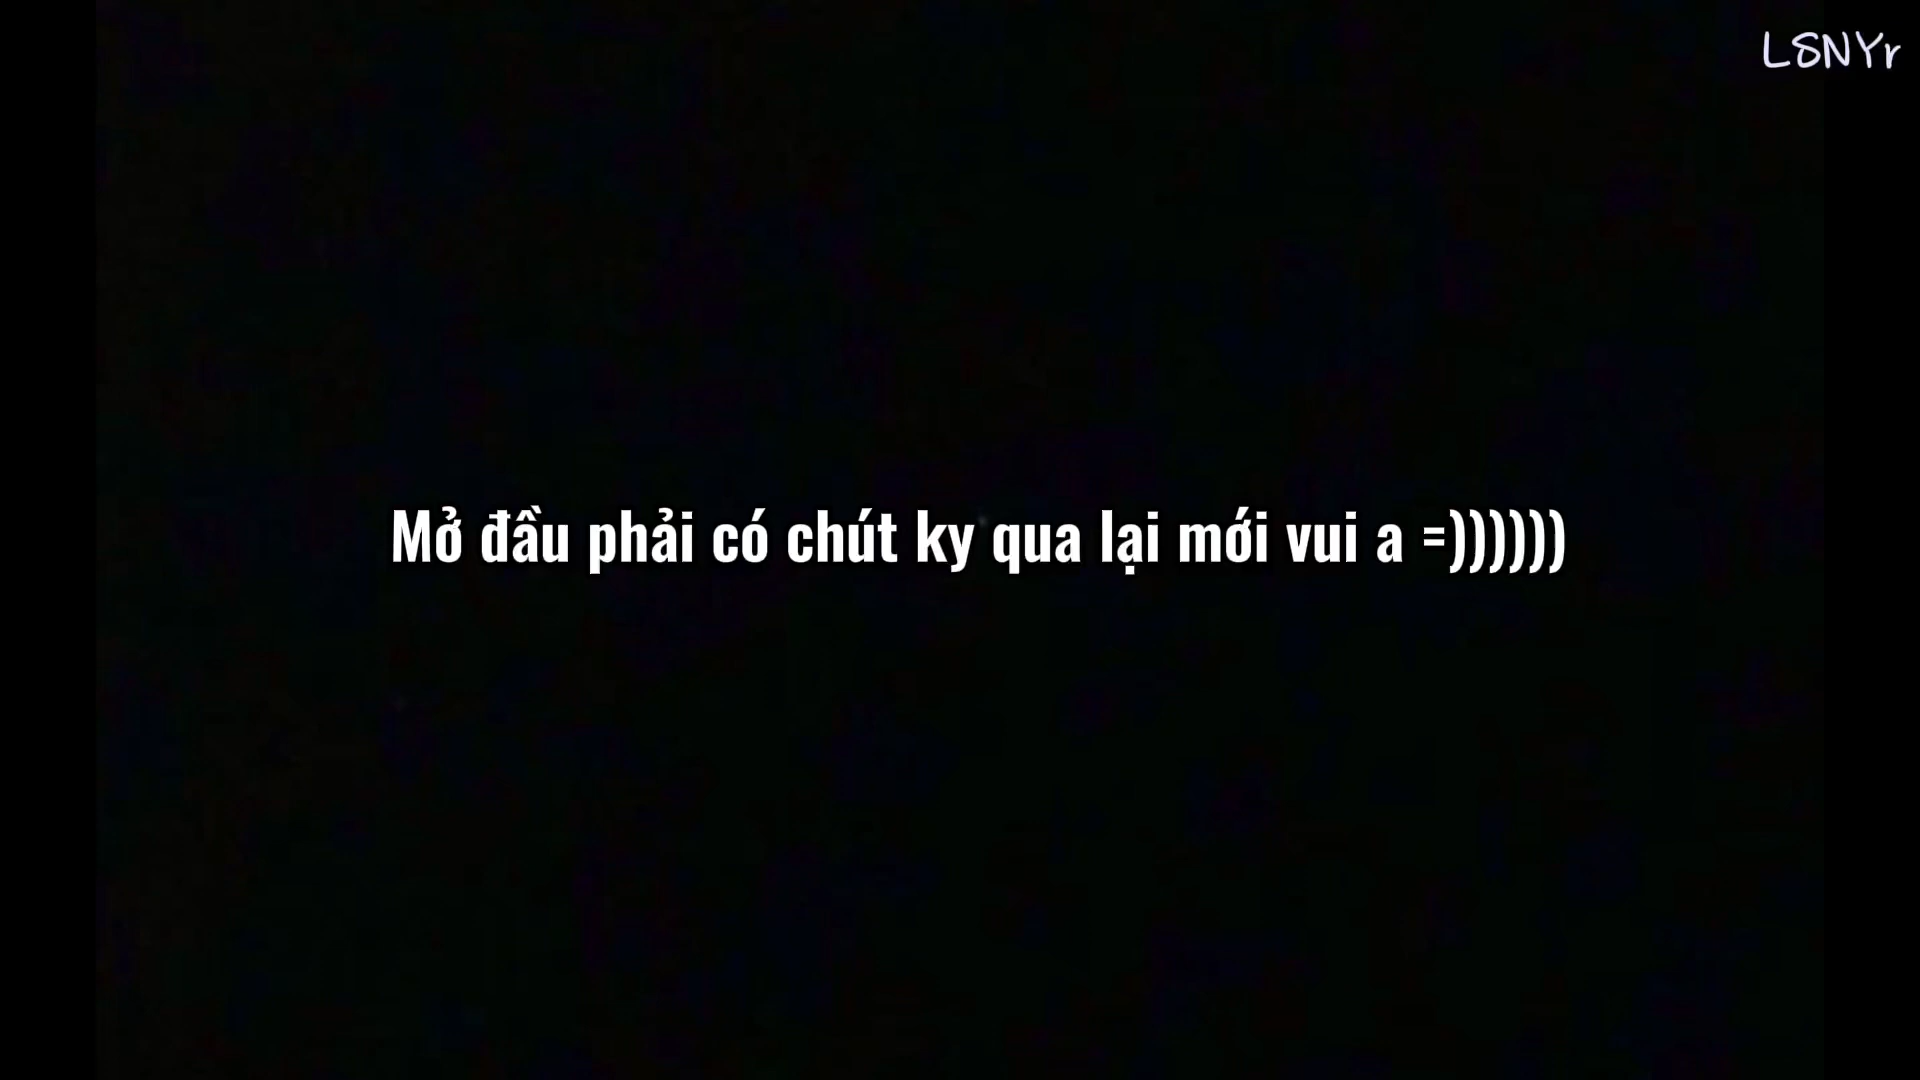 LSNYr
Mở đầu phải có chút ky qua lại mới vui a =))))))